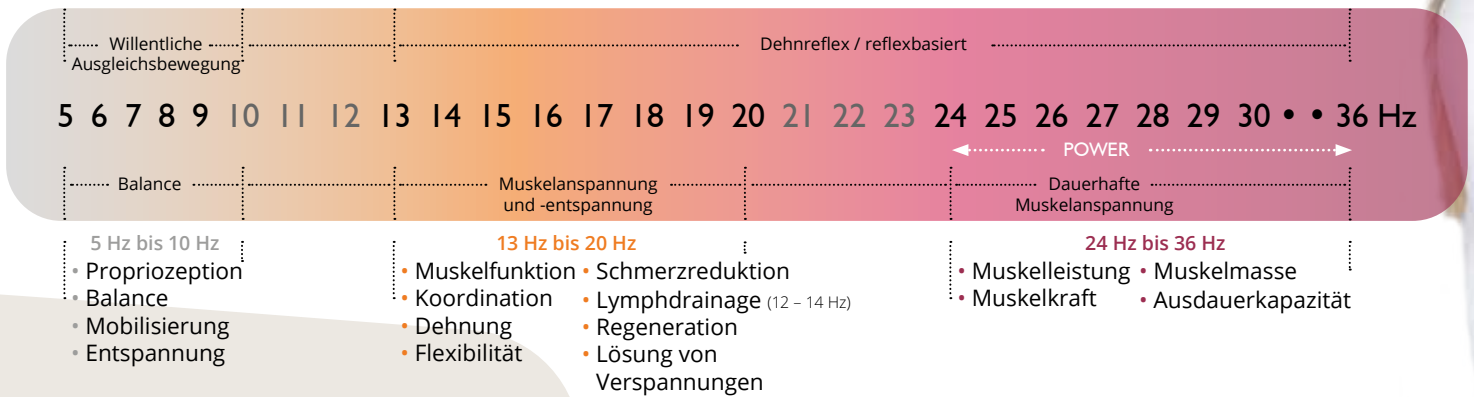 Willentliche
Ausgleichsbewegung
Dehnreflex / reflexbasiert
5 6 7 8 9 10 11 12 13 14 15 16 17 18 19 20 21 22 23 24 25 26 27 28 29 30 • • 36 Hz
POWER
Balance
Muskelanspannung
und -entspannung
Dauerhafte
Muskelanspannung
5 Hz bis 10 Hz
• Propriozeption
• Balance
• Mobilisierung
• Entspannung
13 Hz bis 20 Hz
• Muskelfunktion
• Koordination
• Dehnung
• Flexibilität
• Schmerzreduktion
• Lymphdrainage (12 – 14 Hz)
• Regeneration
• Lösung von
Verspannungen
24 Hz bis 36 Hz
• Muskelleistung
• Muskelkraft
• Muskelmasse
• Ausdauerkapazität